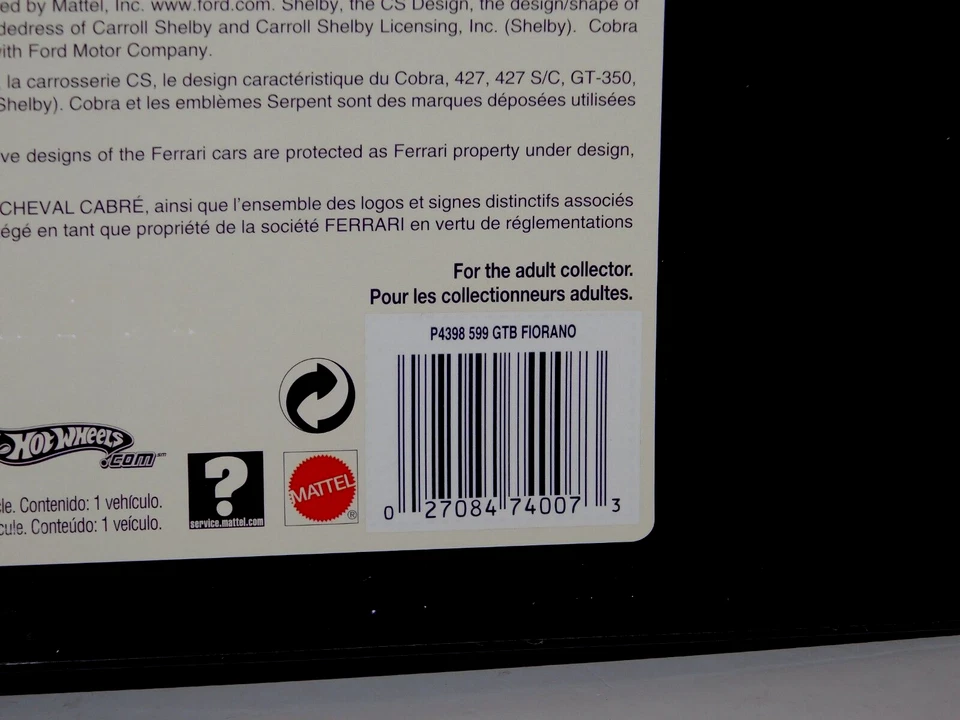 ed by Mattel, Inc. www.ford.com. Shelby, the CS Design, the design/shape of
dedress of Carroll Shelby and Carroll Shelby Licensing, Inc. (Shelby). Cobra
ith Ford Motor Company.
la carrosserie CS, le design caractéristique du Cobra, 427, 427 S/C, GT-350,
Shelby). Cobra et les emblèmes Serpent sont des marques déposées utilisées
ve designs of the Ferrari cars are protected as Ferrari property under design,
CHEVAL CABRÉ, ainsi que l'ensemble des logos et signes distinctifs associés
égé en tant que propriété de la société FERRARI en vertu de réglementations
For the adult collector.
Pour les collectionneurs adultes.
P4398 599 GTB FIORANO
HOT WHEELS
.COM℠
?
service.mattel.com
MATTEL®
cle. Contenido: 1 vehículo.
cule. Conteúdo: 1 veículo.
0 27084 74007 3